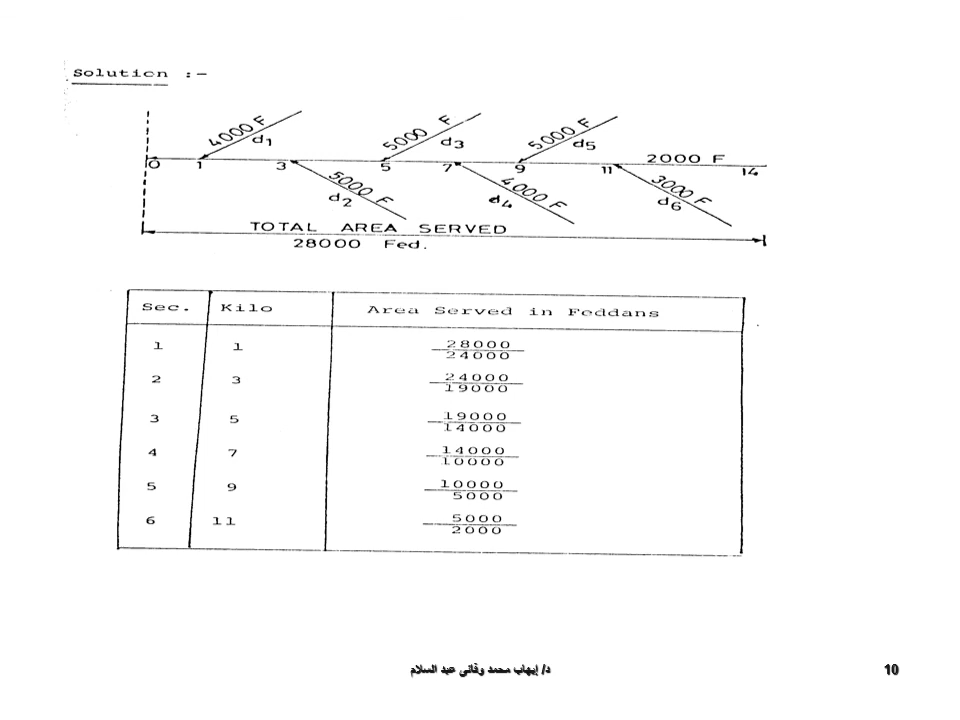 Solution :-
4000 F
d1
5000 F
d3
5000 F
d5
2000 F
0 1 3 5 7 9 11 14
5000 F
d2
4000 F
d4
3000 F
d6
TOTAL AREA SERVED
28000 Fed.
Sec. Kilo Area Served in Feddans
1 1 28000
24000
2 3 24000
19000
3 5 19000
14000
4 7 14000
10000
5 9 10000
5000
6 11 5000
2000
د/ إيهاب محمد وفائي عبد السلام
10